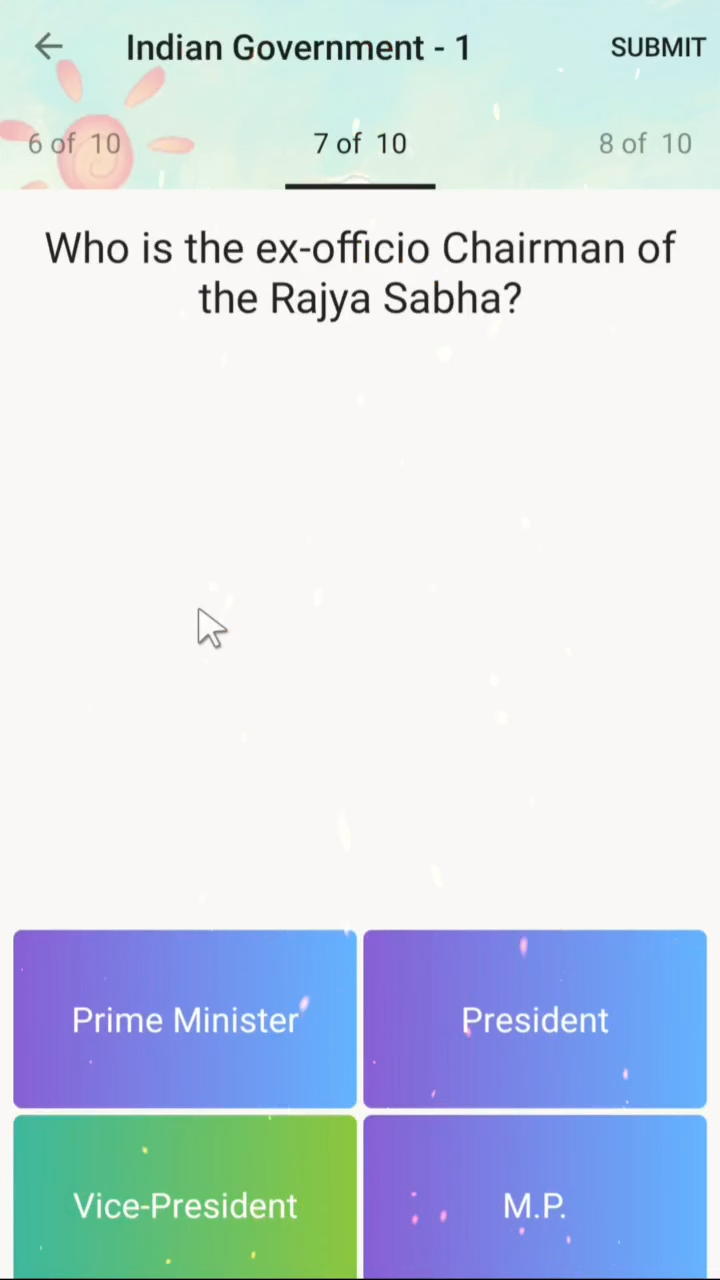 Indian Government - 1
SUBMIT
6 of 10
7 of 10
8 of 10
Who is the ex-officio Chairman of
the Rajya Sabha?
Prime Minister
President
Vice-President
M.P.